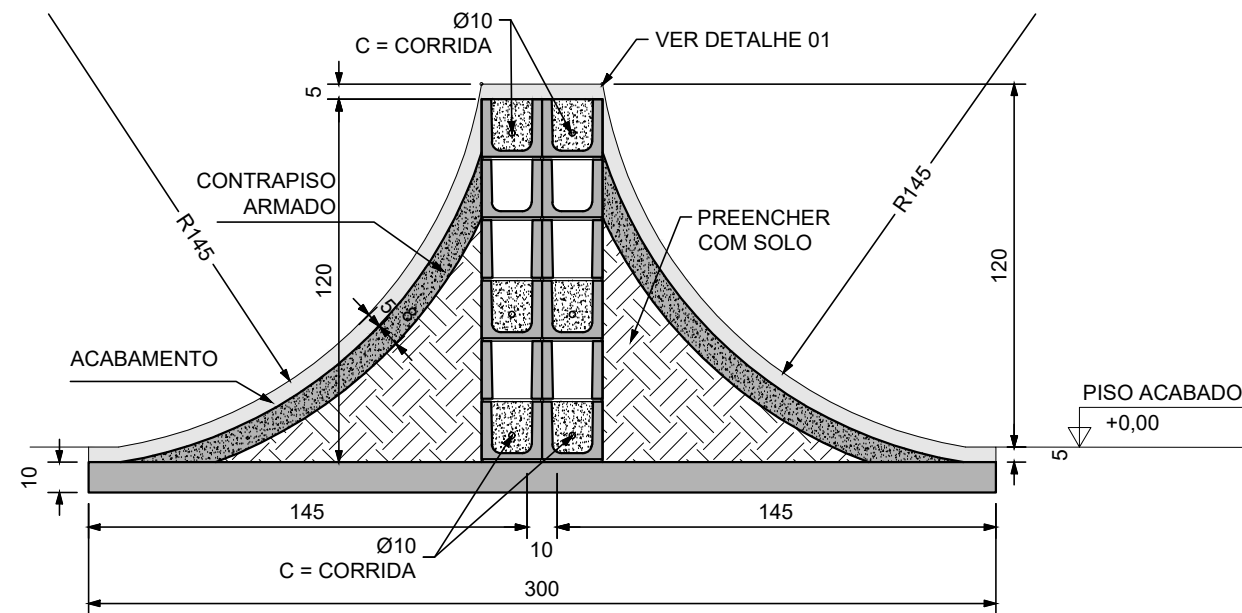 Ø10
C = CORRIDA
VER DETALHE 01
5
CONTRAPISO
ARMADO
R145
R145
PREENCHER
COM SOLO
120
120
5
8
ACABAMENTO
PISO ACABADO
+0,00
5
10
145
145
10
Ø10
C = CORRIDA
300